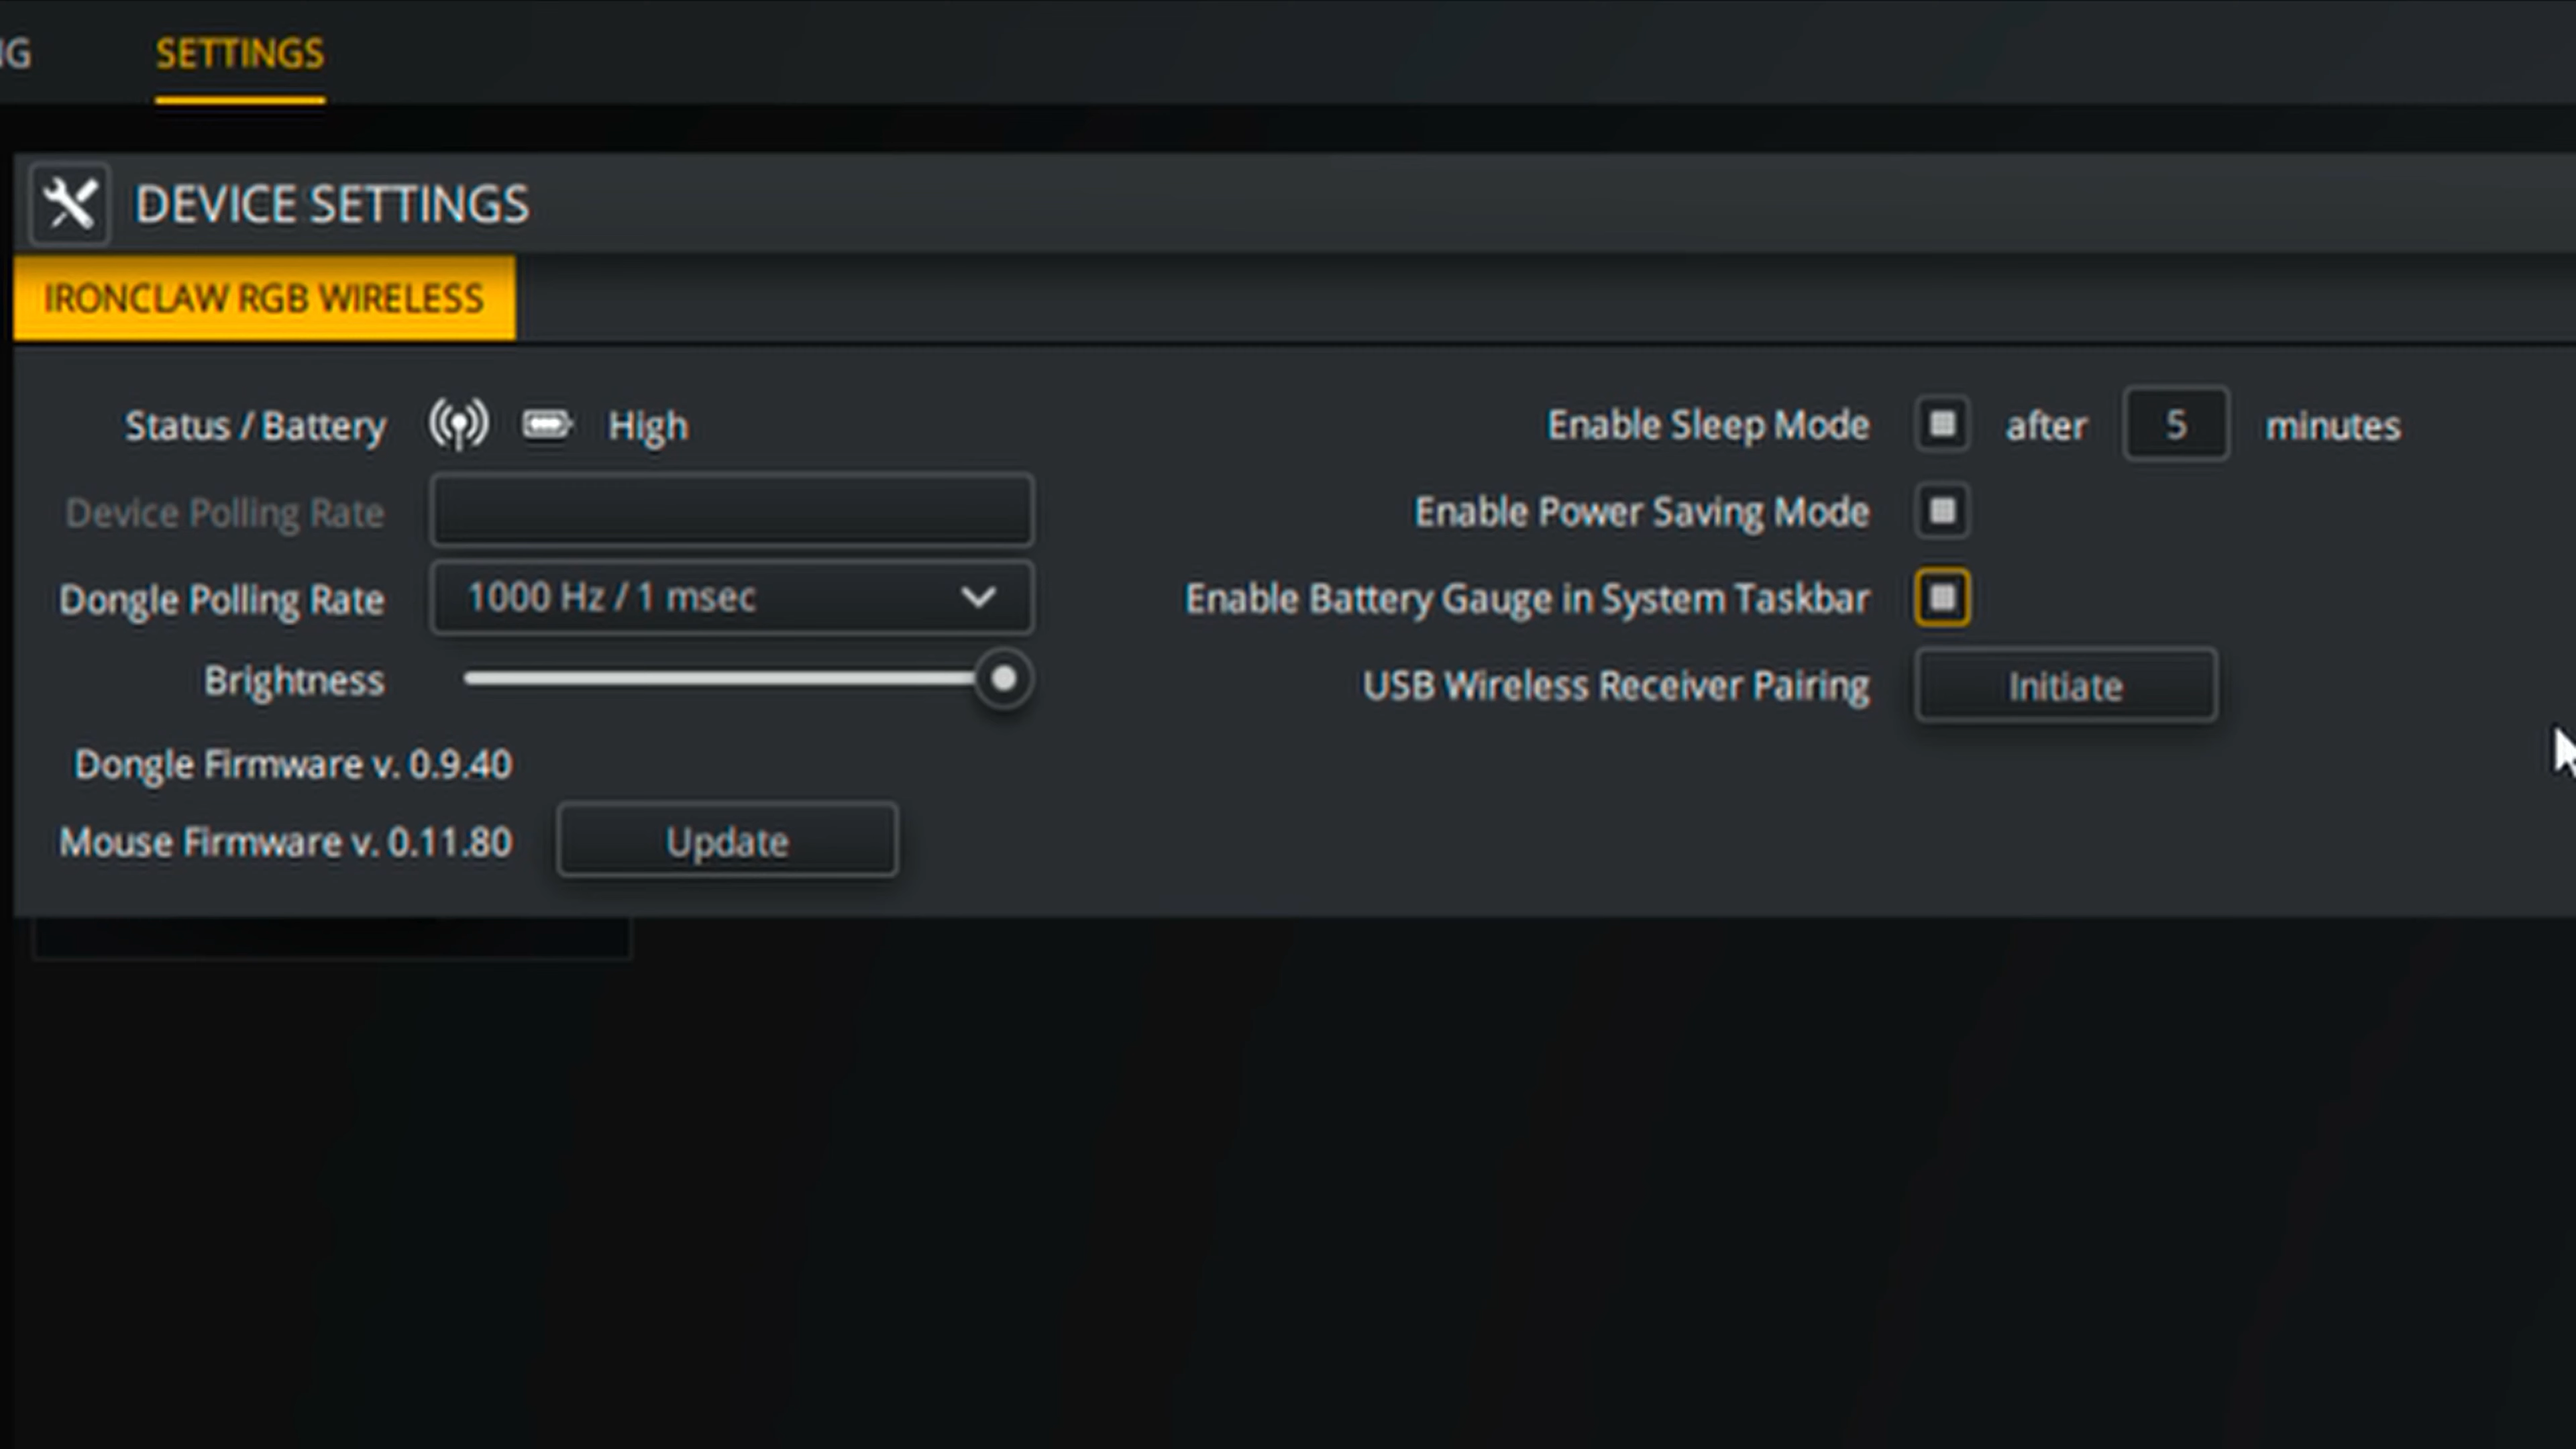 SETTINGS
DEVICE SETTINGS
IRONCLAW RGB WIRELESS
Status / Battery High
Device Polling Rate
Dongle Polling Rate 1000 Hz / 1 msec
Brightness
Dongle Firmware v. 0.9.40
Mouse Firmware v. 0.11.80 Update
Enable Sleep Mode after 5 minutes
Enable Power Saving Mode
Enable Battery Gauge in System Taskbar
USB Wireless Receiver Pairing Initiate